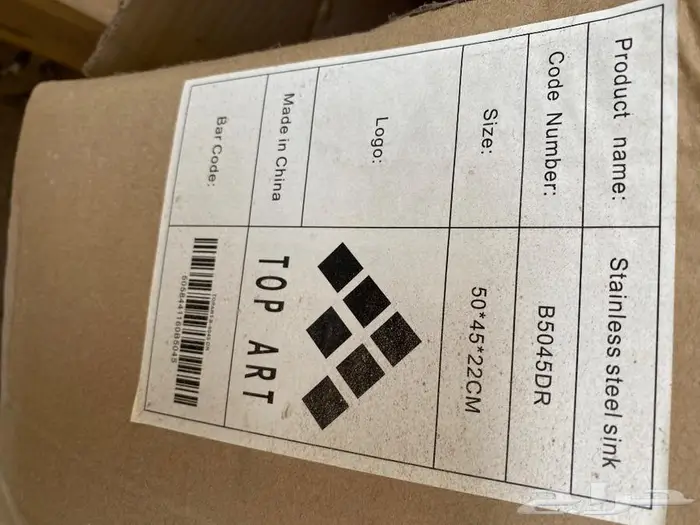 Product name: Stainless steel sink
Code Number: B5045DR
Size: 50*45*22CM
Logo:
TOP ART
Made in China
Bar Code: